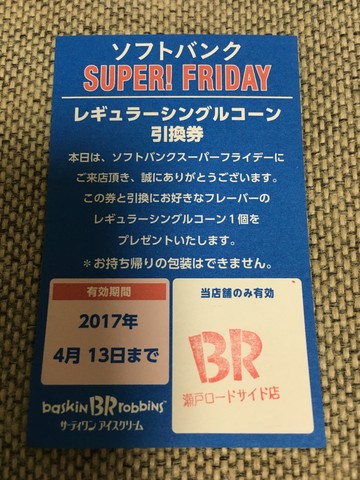 ソフトバンク
SUPER! FRIDAY
レギュラーシングルコーン
引換券
本日は、ソフトバンクスーパーフライデーに
ご来店頂き、誠にありがとうございます。
この券と引換にお好きなフレーバーの
レギュラーシングルコーン1個を
プレゼントいたします。
＊お持ち帰りの包装はできません。
有効期間
2017年
4月 13日まで
当店舗のみ有効
BR
瀬戸ロードサイド店
baskin BR robbins™
サーティワン アイスクリーム